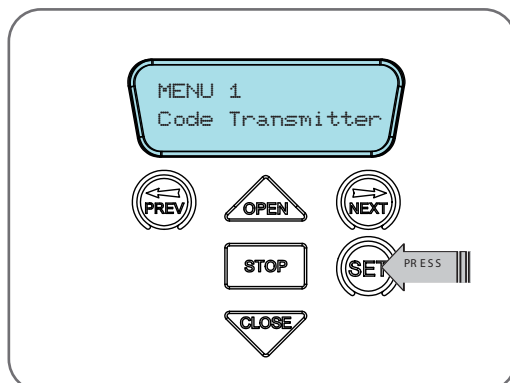 MENU 1
Code Transmitter
PREV
OPEN
NEXT
STOP
SET
PRESS
CLOSE